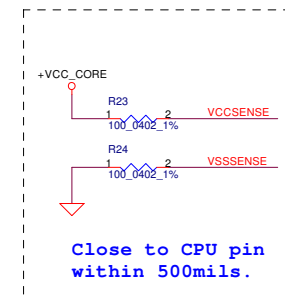 +VCC_CORE
R23
1 2 VCCSENSE
100_0402_1%
R24
1 2 VSSSENSE
100_0402_1%
Close to CPU pin
within 500mils.